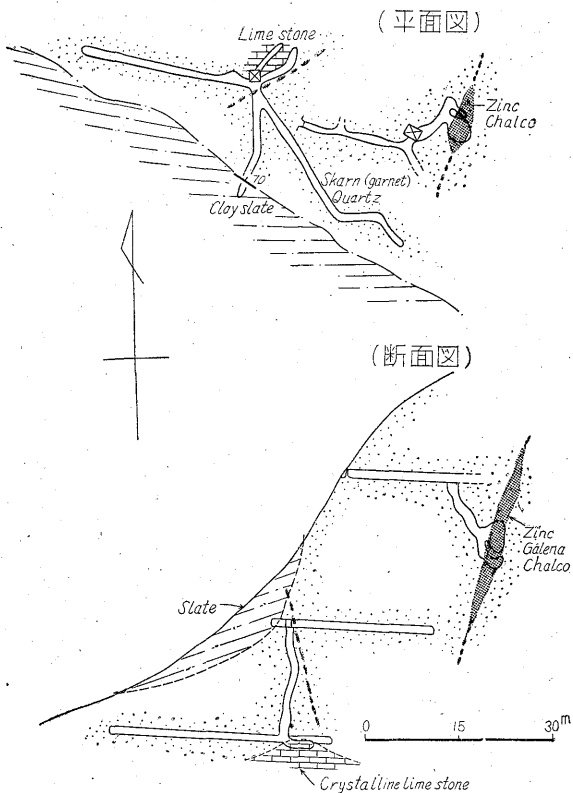 (平面図)
Lime stone
Zinc
Chalco
Skarn (garnet)
Quartz
70
Clay slate
(断面図)
Zinc
Galena
Chalco
Slate
0 15 30m
Crystalline lime stone